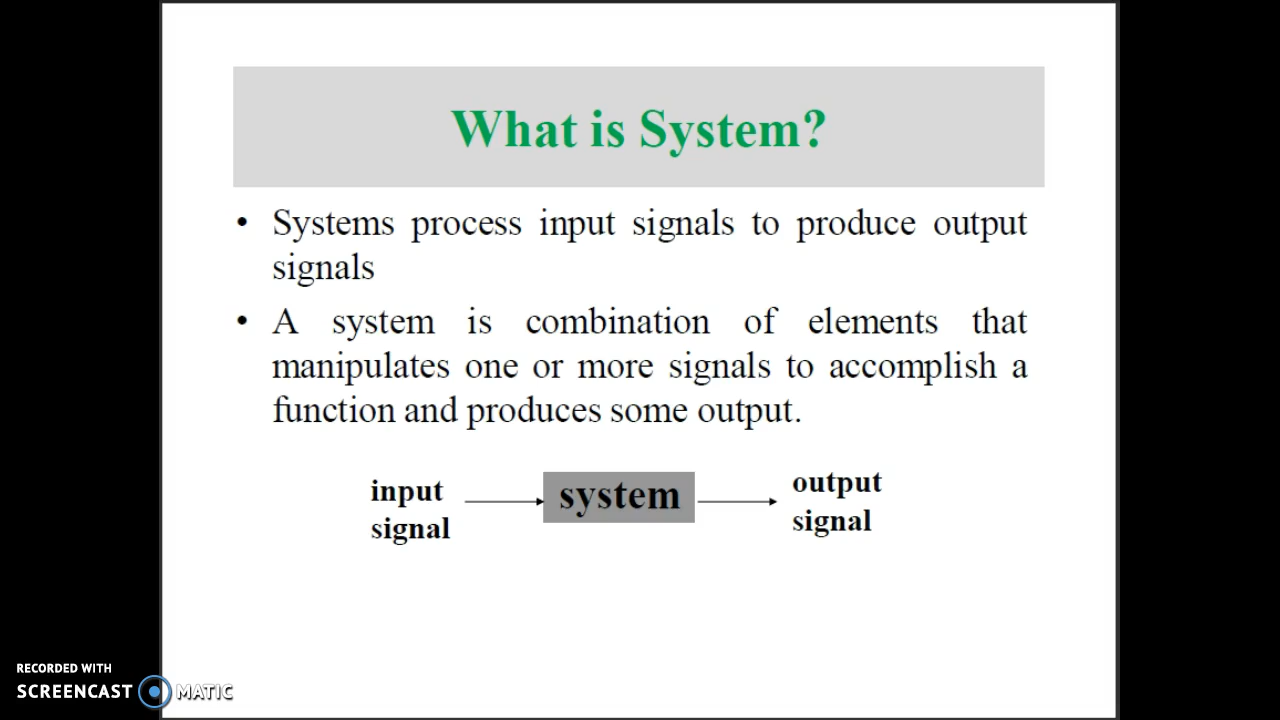 What is System?
• Systems process input signals to produce output
signals
• A system is combination of elements that
manipulates one or more signals to accomplish a
function and produces some output.
input
signal
system
output
signal
RECORDED WITH
SCREENCAST MATIC